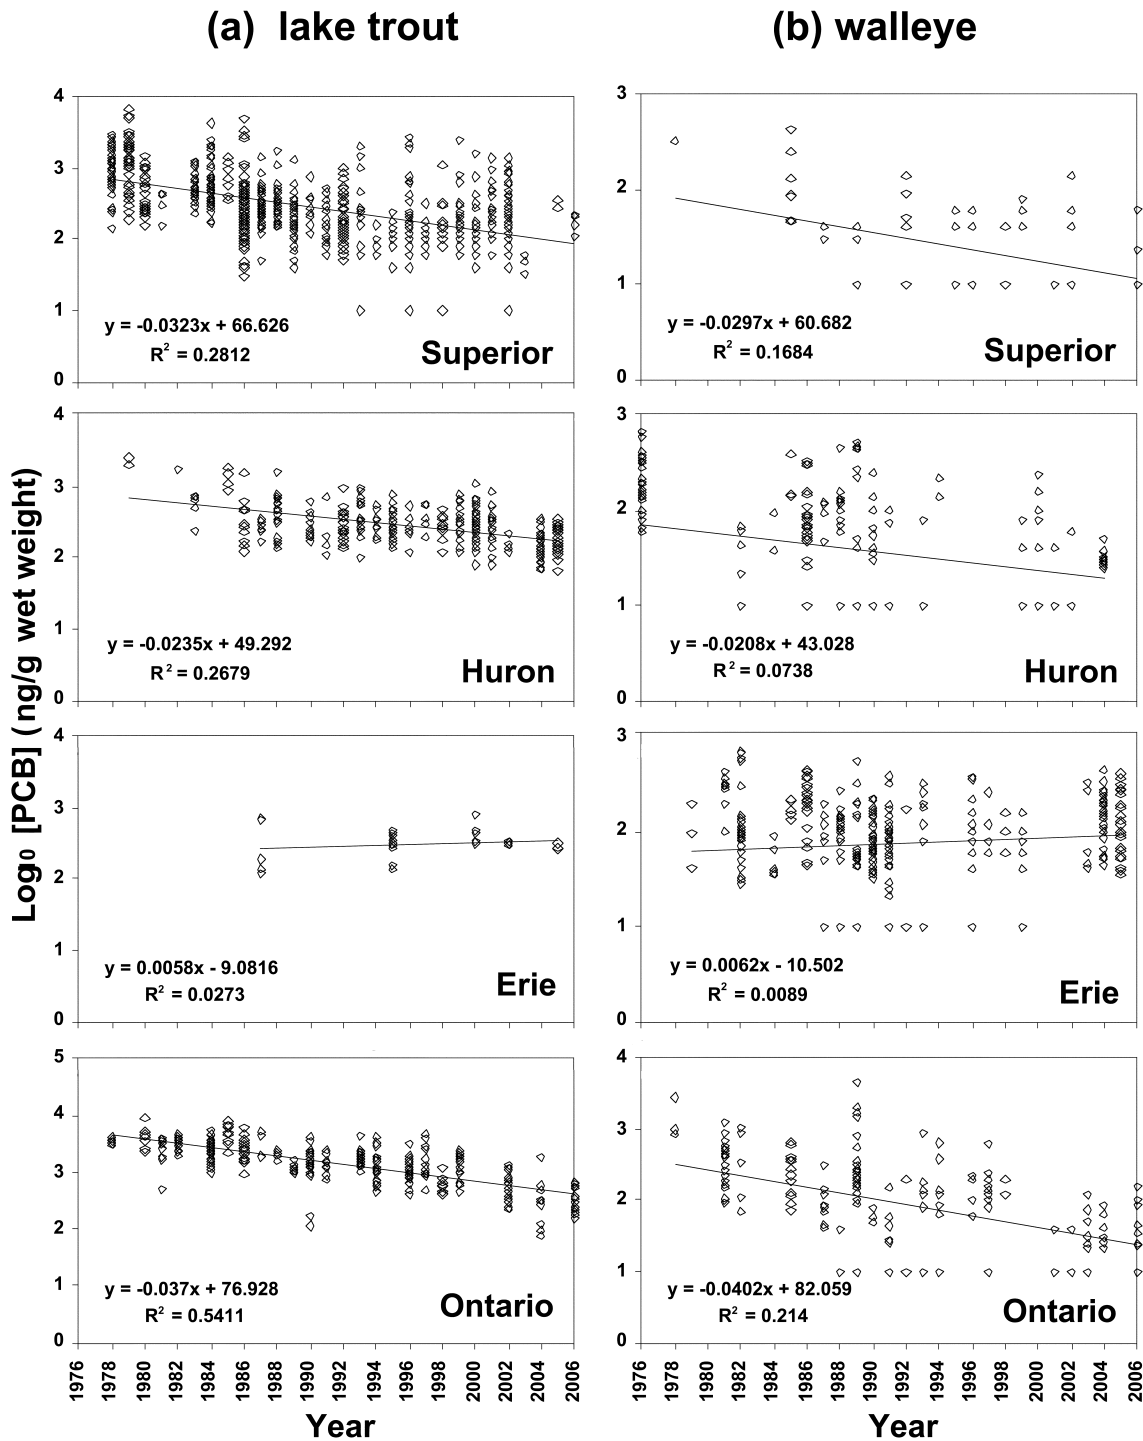 (a) lake trout
(b) walleye
Log₀ [PCB] (ng/g wet weight)
4
3
2
1
0
y = -0.0323x + 66.626
R² = 0.2812
Superior
3
2
1
0
y = -0.0297x + 60.682
R² = 0.1684
Superior
4
3
2
1
0
y = -0.0235x + 49.292
R² = 0.2679
Huron
3
2
1
0
y = -0.0208x + 43.028
R² = 0.0738
Huron
4
3
2
1
0
y = 0.0058x - 9.0816
R² = 0.0273
Erie
3
2
1
0
y = 0.0062x - 10.502
R² = 0.0089
Erie
5
4
3
2
1
0
y = -0.037x + 76.928
R² = 0.5411
Ontario
1976 1978 1980 1982 1984 1986 1988 1990 1992 1994 1996 1998 2000 2002 2004 2006
Year
4
3
2
1
0
y = -0.0402x + 82.059
R² = 0.214
Ontario
1976 1978 1980 1982 1984 1986 1988 1990 1992 1994 1996 1998 2000 2002 2004 2006
Year